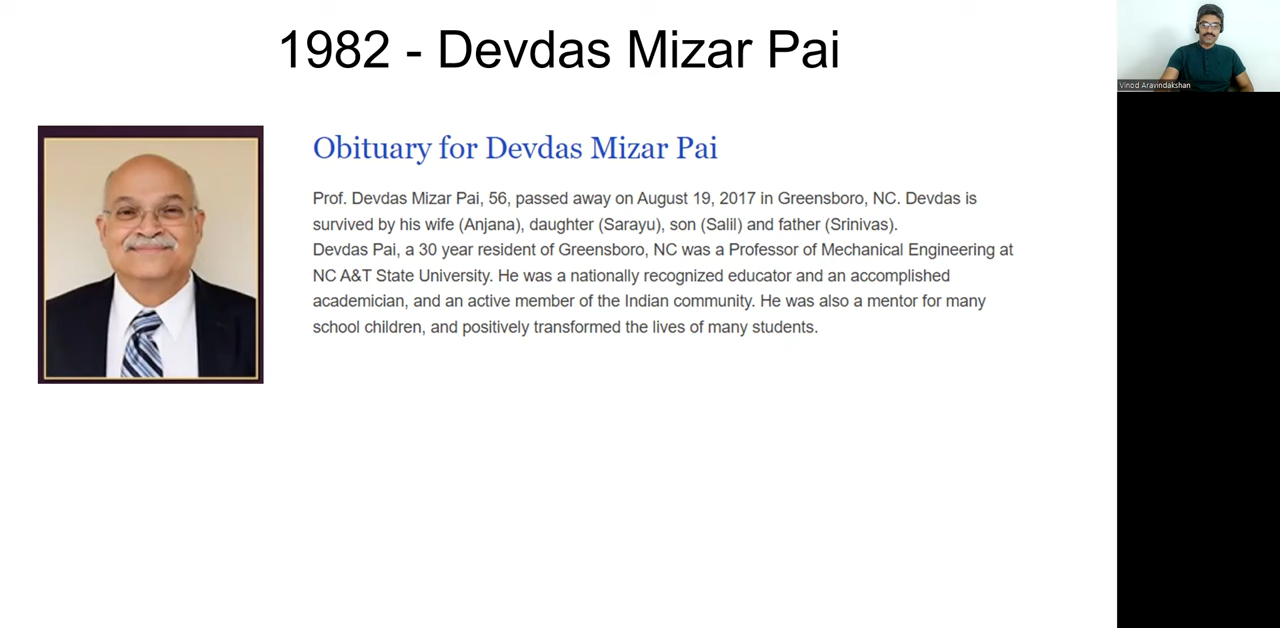 1982 - Devdas Mizar Pai
Vinod Aravindakshan
Obituary for Devdas Mizar Pai
Prof. Devdas Mizar Pai, 56, passed away on August 19, 2017 in Greensboro, NC. Devdas is
survived by his wife (Anjana), daughter (Sarayu), son (Salil) and father (Srinivas).
Devdas Pai, a 30 year resident of Greensboro, NC was a Professor of Mechanical Engineering at
NC A&T State University. He was a nationally recognized educator and an accomplished
academician, and an active member of the Indian community. He was also a mentor for many
school children, and positively transformed the lives of many students.